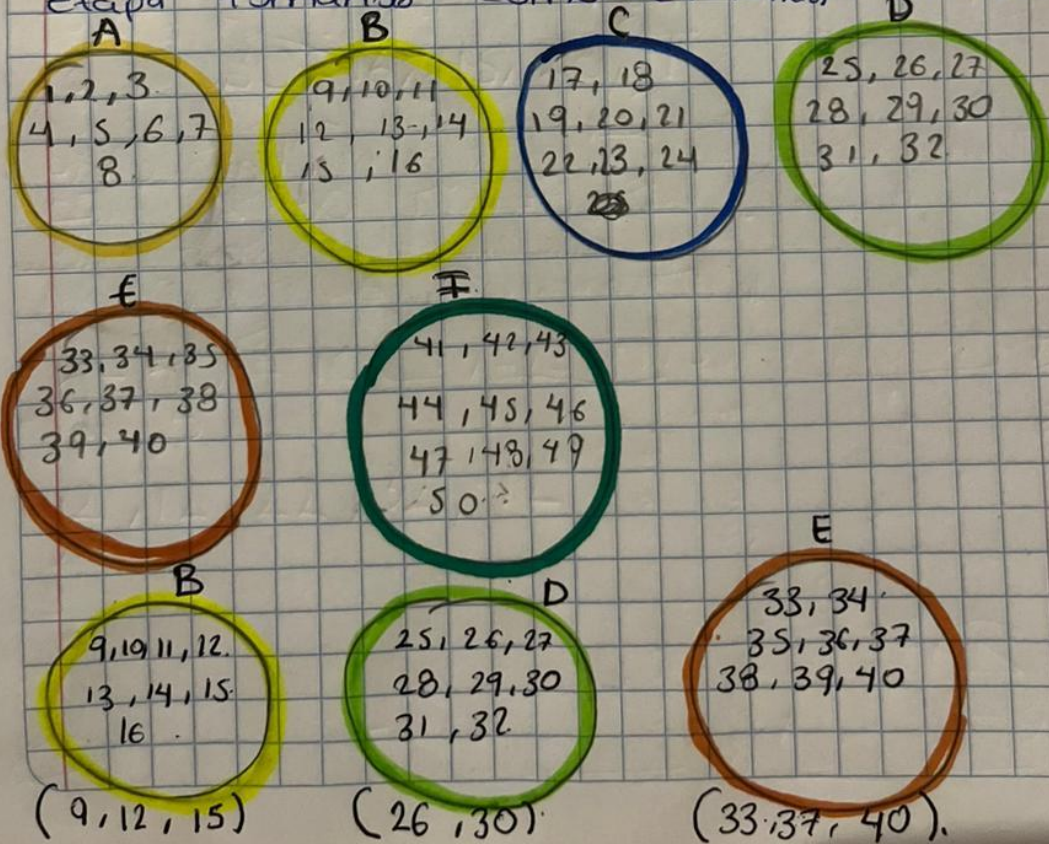 A B C D
1, 2, 3.
4, 5, 6, 7
8
9, 10, 11
12, 13, 14
15, 16
17, 18
19, 20, 21
22, 23, 24
25, 26, 27
28, 29, 30
31, 32
E F
33, 34, 35
36, 37, 38
39, 40
41, 42, 43
44, 45, 46
47, 48, 49
50
B D E
9, 10, 11, 12.
13, 14, 15.
16.
25, 26, 27
28, 29, 30
31, 32.
33, 34.
35, 36, 37
38, 39, 40
(9, 12, 15) (26, 30). (33, 37, 40).